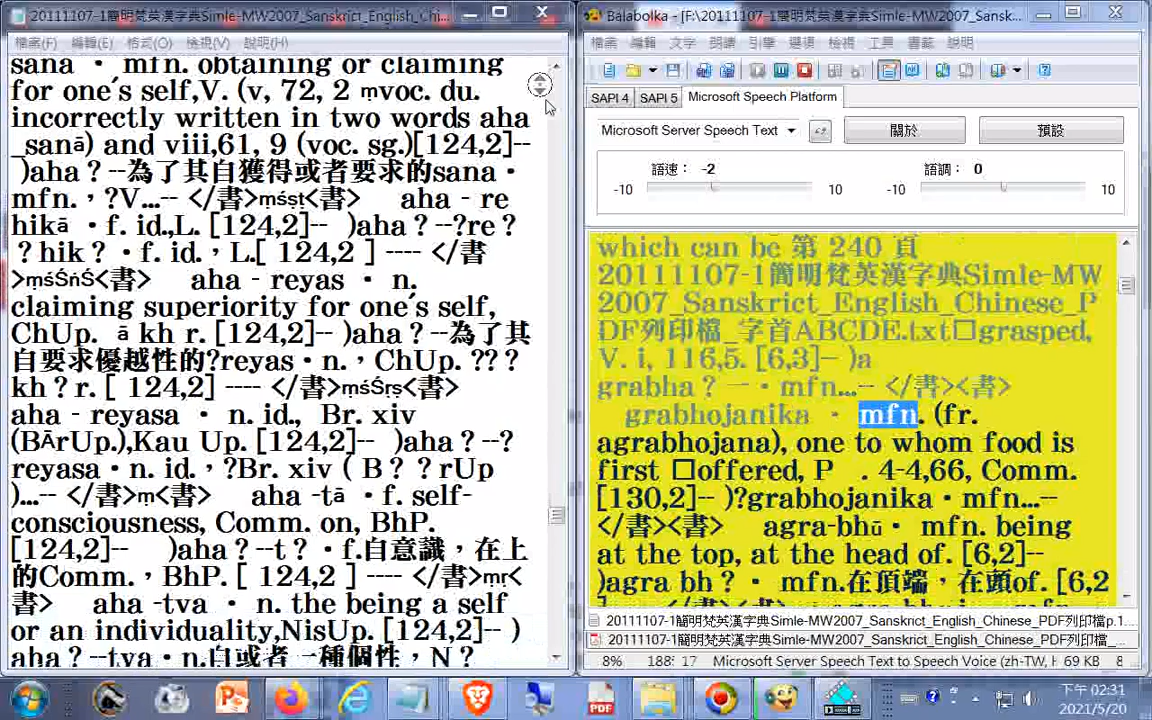 20111107-1簡明梵英漢字典Simle-MW2007_Sanskrict_English_Chi...
檔案(F) 編輯(E) 格式(O) 檢視(V) 說明(H)
sana ‧ mfn. obtaining or claiming
for one's self,V. (v, 72, 2 ṃvoc. du.
incorrectly written in two words aha
_sanā) and viii,61, 9 (voc. sg.)[124,2]--
)aha？--為了其自獲得或者要求的sana‧
mfn.，?V...-- </書>ṃśṣṭ<書> aha - re
hikā ‧ f. id.,L. [124,2]-- )aha？--?re？
？hik？‧f. id.，L.[ 124,2 ] ---- </書
>ṃśŚṅŚ<書> aha - reyas ‧ n.
claiming superiority for one's self,
ChUp. ā kh r. [124,2]-- )aha？--為了其
自要求優越性的?reyas‧n.，ChUp. ???
kh？r. [ 124,2] ---- </書>ṃśŚṛṣ<書>
aha - reyasa ‧ n. id., Br. xiv
(BĀrUp.),Kau Up. [124,2]-- )aha？--?
reyasa‧n. id.，?Br. xiv ( B？？rUp
)...-- </書>ṃ<書> aha -tā ‧f. self-
consciousness, Comm. on, BhP.
[124,2]-- )aha？--t？‧f.自意識，在上
的Comm.，BhP. [ 124,2 ] ---- </書>ṃṛ<
書> aha -tva ‧ n. the being a self
or an individuality,NisUp. [124,2]-- )
aha？--tva‧n.自或者一種個性，N？
Balabolka - [F:\20111107-1簡明梵英漢字典Simle-MW2007_Sansk...
檔案 編輯 文字 朗讀 引擎 選項 檢視 工具 書籤 說明
SAPI 4 SAPI 5 Microsoft Speech Platform
Microsoft Server Speech Text 關於 預設
語速: -2 語調: 0
-10 10 -10 10
which can be 第 240 頁
20111107-1簡明梵英漢字典Simle-MW
2007_Sanskrict_English_Chinese_P
DF列印檔_字首ABCDE.txt□grasped,
V. i, 116,5. [6,3]-- )a
grabha？一‧mfn...-- </書><書>
grabhojanika ‧ mfn. (fr.
agrabhojana), one to whom food is
first □offered, P . 4-4,66, Comm.
[130,2]-- )?grabhojanika‧mfn...--
</書><書> agra-bhū‧ mfn. being
at the top, at the head of. [6,2]--
)agra bh？‧ mfn.在頂端，在頭of. [6,2
20111107-1簡明梵英漢字典Simle-MW2007_Sanskrict_English_Chinese_PDF列印檔p.1...
20111107-1簡明梵英漢字典Simle-MW2007_Sanskrict_English_Chinese_PDF列印檔_...
8% 188: 17 Microsoft Server Speech Text to Speech Voice (zh-TW, H 69 KB 8
下午 02:31
2021/5/20